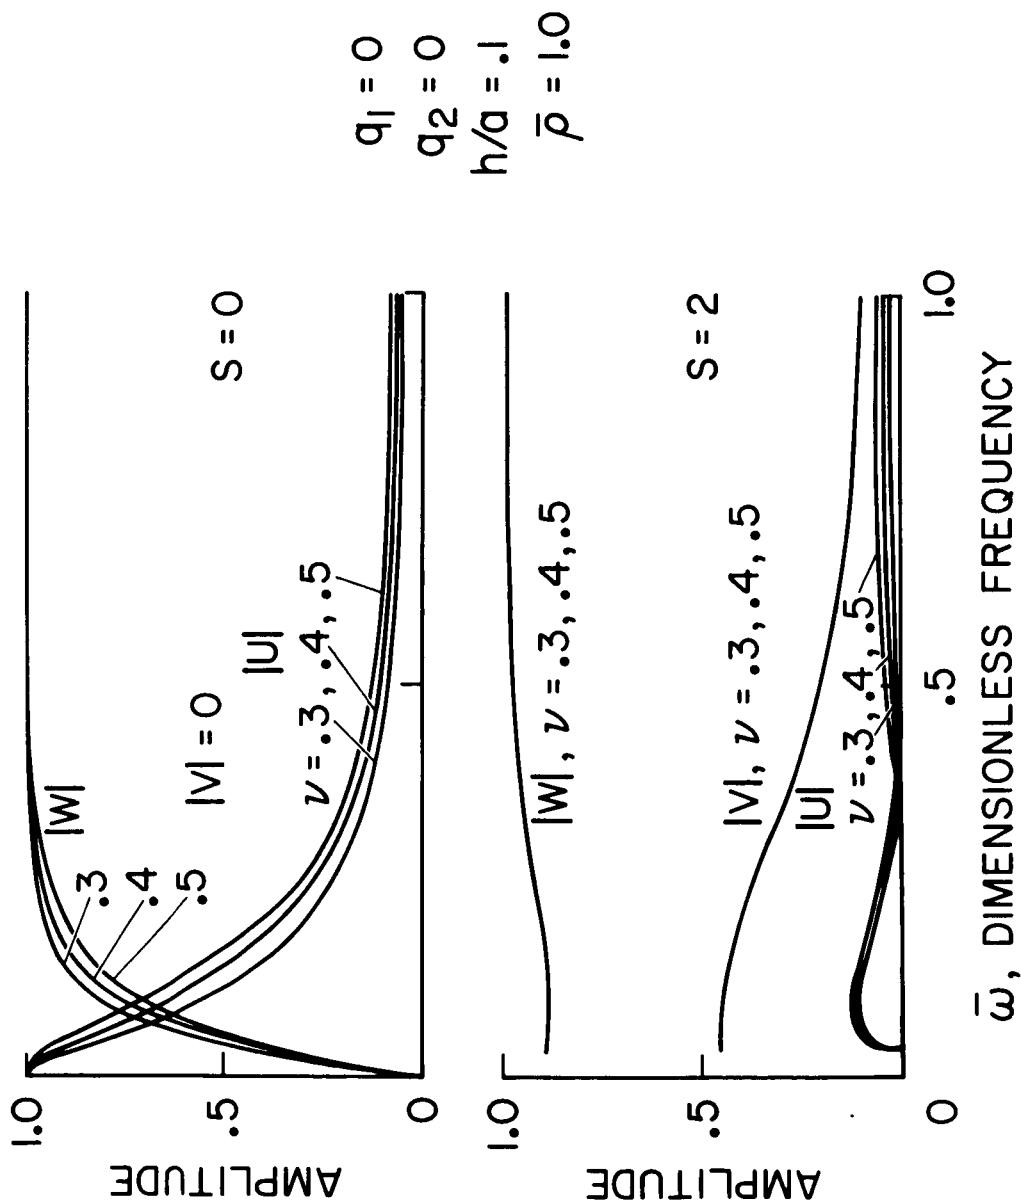 q1 = 0
q2 = 0
h/a = .1
ρ̄ = 1.0
AMPLITUDE
1.0
.5
0
|W|
.3
.4
.5
|V| = 0
|U|
ν = .3, .4, .5
S = 0
AMPLITUDE
1.0
.5
0
|W|, ν = .3, .4, .5
|V|, ν = .3, .4, .5
|U|
ν = .3, .4, .5
S = 2
.5
1.0
ω̄, DIMENSIONLESS FREQUENCY